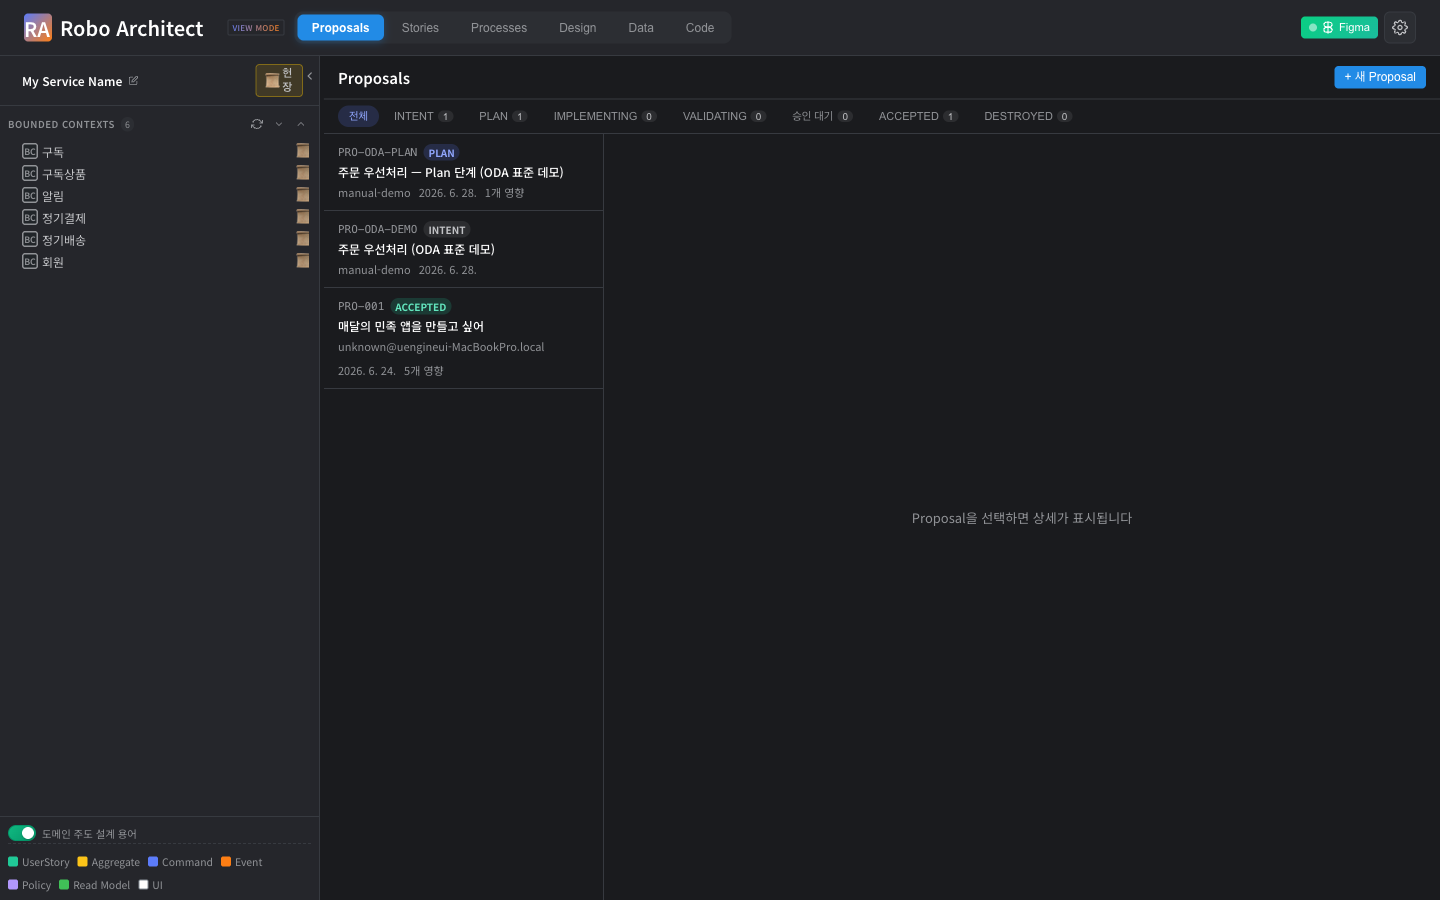 RA Robo Architect VIEW MODE Proposals Stories Processes Design Data Code Figma
My Service Name 헌장
BOUNDED CONTEXTS 6
BC 구독
BC 구독상품
BC 알림
BC 정기결제
BC 정기배송
BC 회원
도메인 주도 설계 용어
UserStory Aggregate Command Event
Policy Read Model UI
Proposals + 새 Proposal
전체 INTENT 1 PLAN 1 IMPLEMENTING 0 VALIDATING 0 승인 대기 0 ACCEPTED 1 DESTROYED 0
PRO-ODA-PLAN PLAN
주문 우선처리 — Plan 단계 (ODA 표준 데모)
manual-demo 2026. 6. 28. 1개 영향
PRO-ODA-DEMO INTENT
주문 우선처리 (ODA 표준 데모)
manual-demo 2026. 6. 28.
PRO-001 ACCEPTED
매달의 민족 앱을 만들고 싶어
unknown@uengineui-MacBookPro.local
2026. 6. 24. 5개 영향
Proposal을 선택하면 상세가 표시됩니다